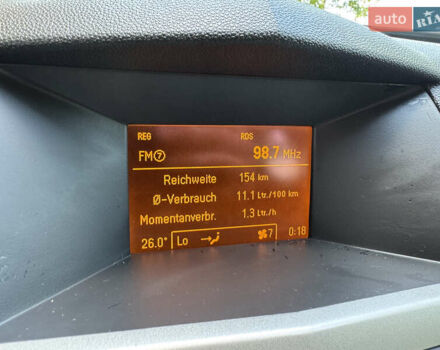 auto RIA
REG RDS
FM7 98.7 MHz
Reichweite 154 km
Ø-Verbrauch 11.1 Ltr./100 km
Momentanverbr. 1.3 Ltr./h
26.0° Lo 7 0:18